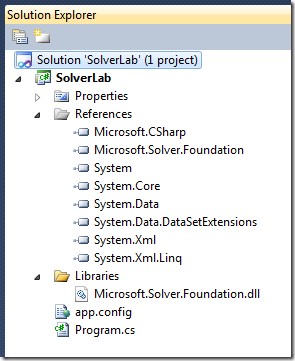 Solution Explorer
Solution 'SolverLab' (1 project)
SolverLab
Properties
References
Microsoft.CSharp
Microsoft.Solver.Foundation
System
System.Core
System.Data
System.Data.DataSetExtensions
System.Xml
System.Xml.Linq
Libraries
Microsoft.Solver.Foundation.dll
app.config
Program.cs